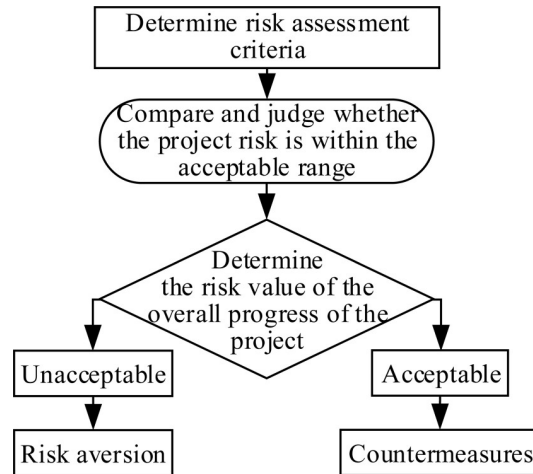 Determine risk assessment
criteria
Compare and judge whether
the project risk is within the
acceptable range
Determine
the risk value of the
overall progress of the
project
Unacceptable
Acceptable
Risk aversion
Countermeasures